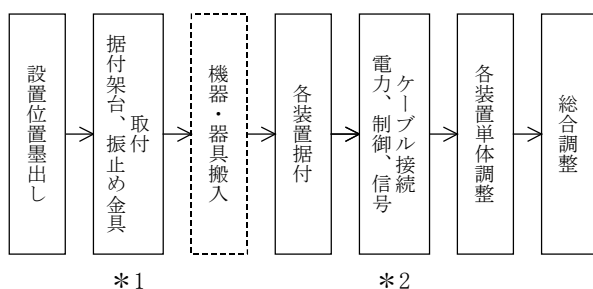 設置位置墨出し
据付架台、振止め金具
取付
機器・器具搬入
各装置据付
電力、制御、信号
ケーブル接続
各装置単体調整
総合調整
＊1
＊2